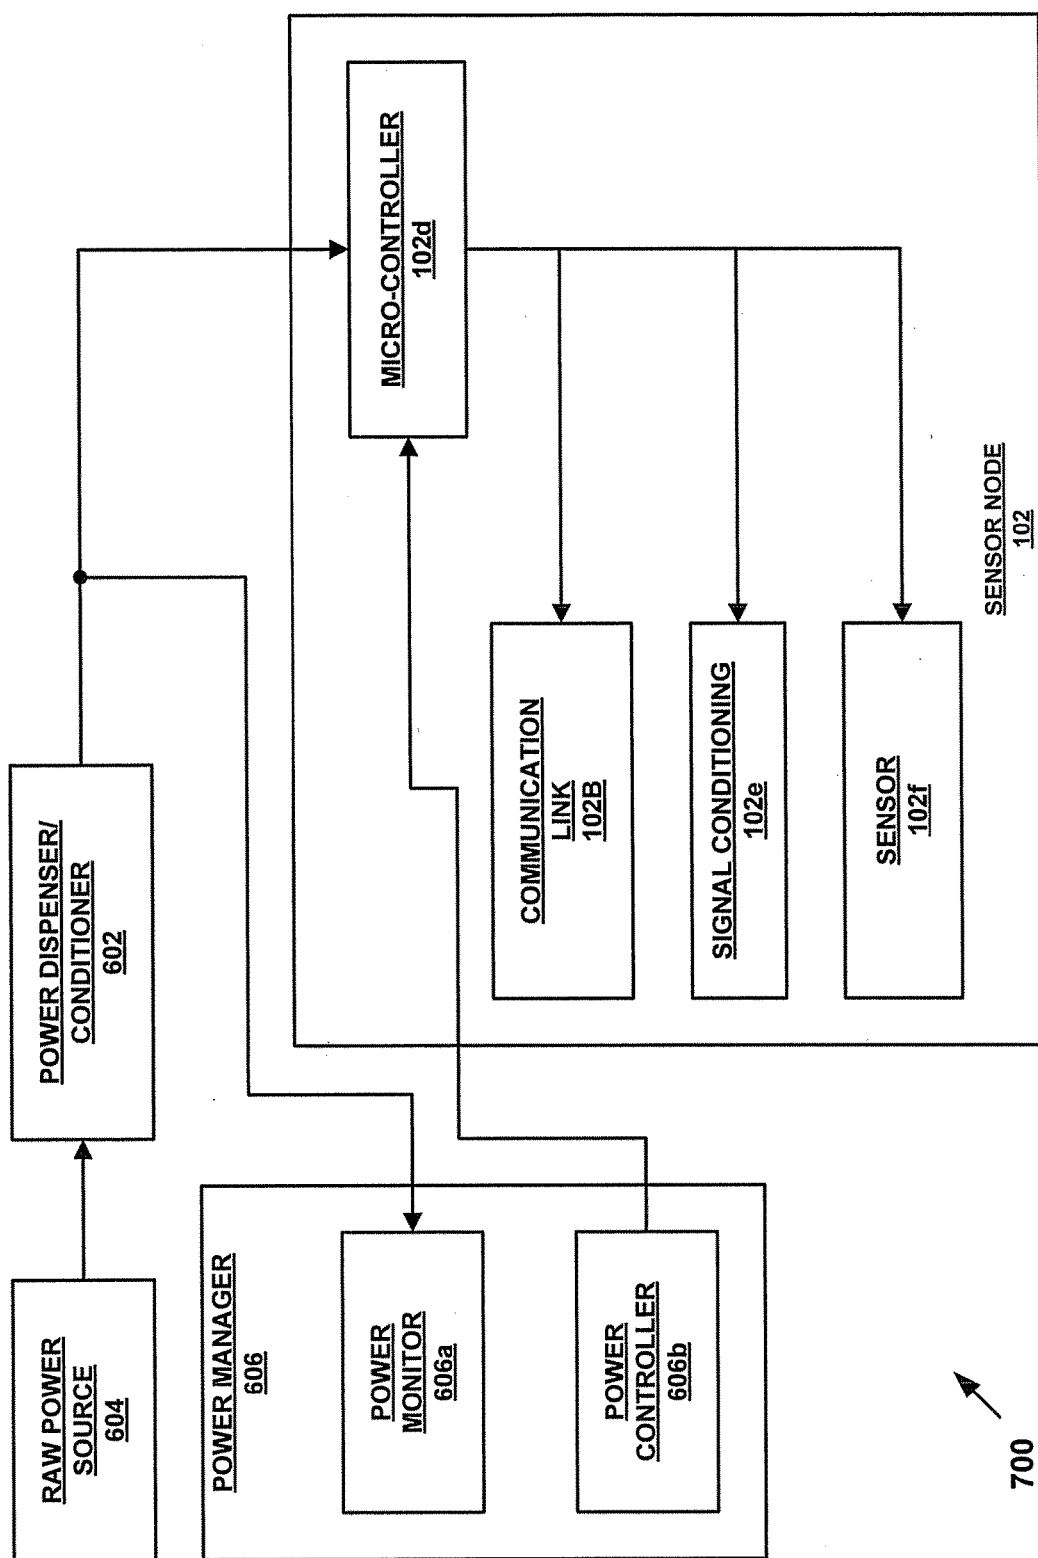 RAW POWER
SOURCE
604
POWER DISPENSER/
CONDITIONER
602
POWER MANAGER
606
POWER
MONITOR
606a
POWER
CONTROLLER
606b
MICRO-CONTROLLER
102d
COMMUNICATION
LINK
102B
SIGNAL CONDITIONING
102e
SENSOR
102f
SENSOR NODE
102
700